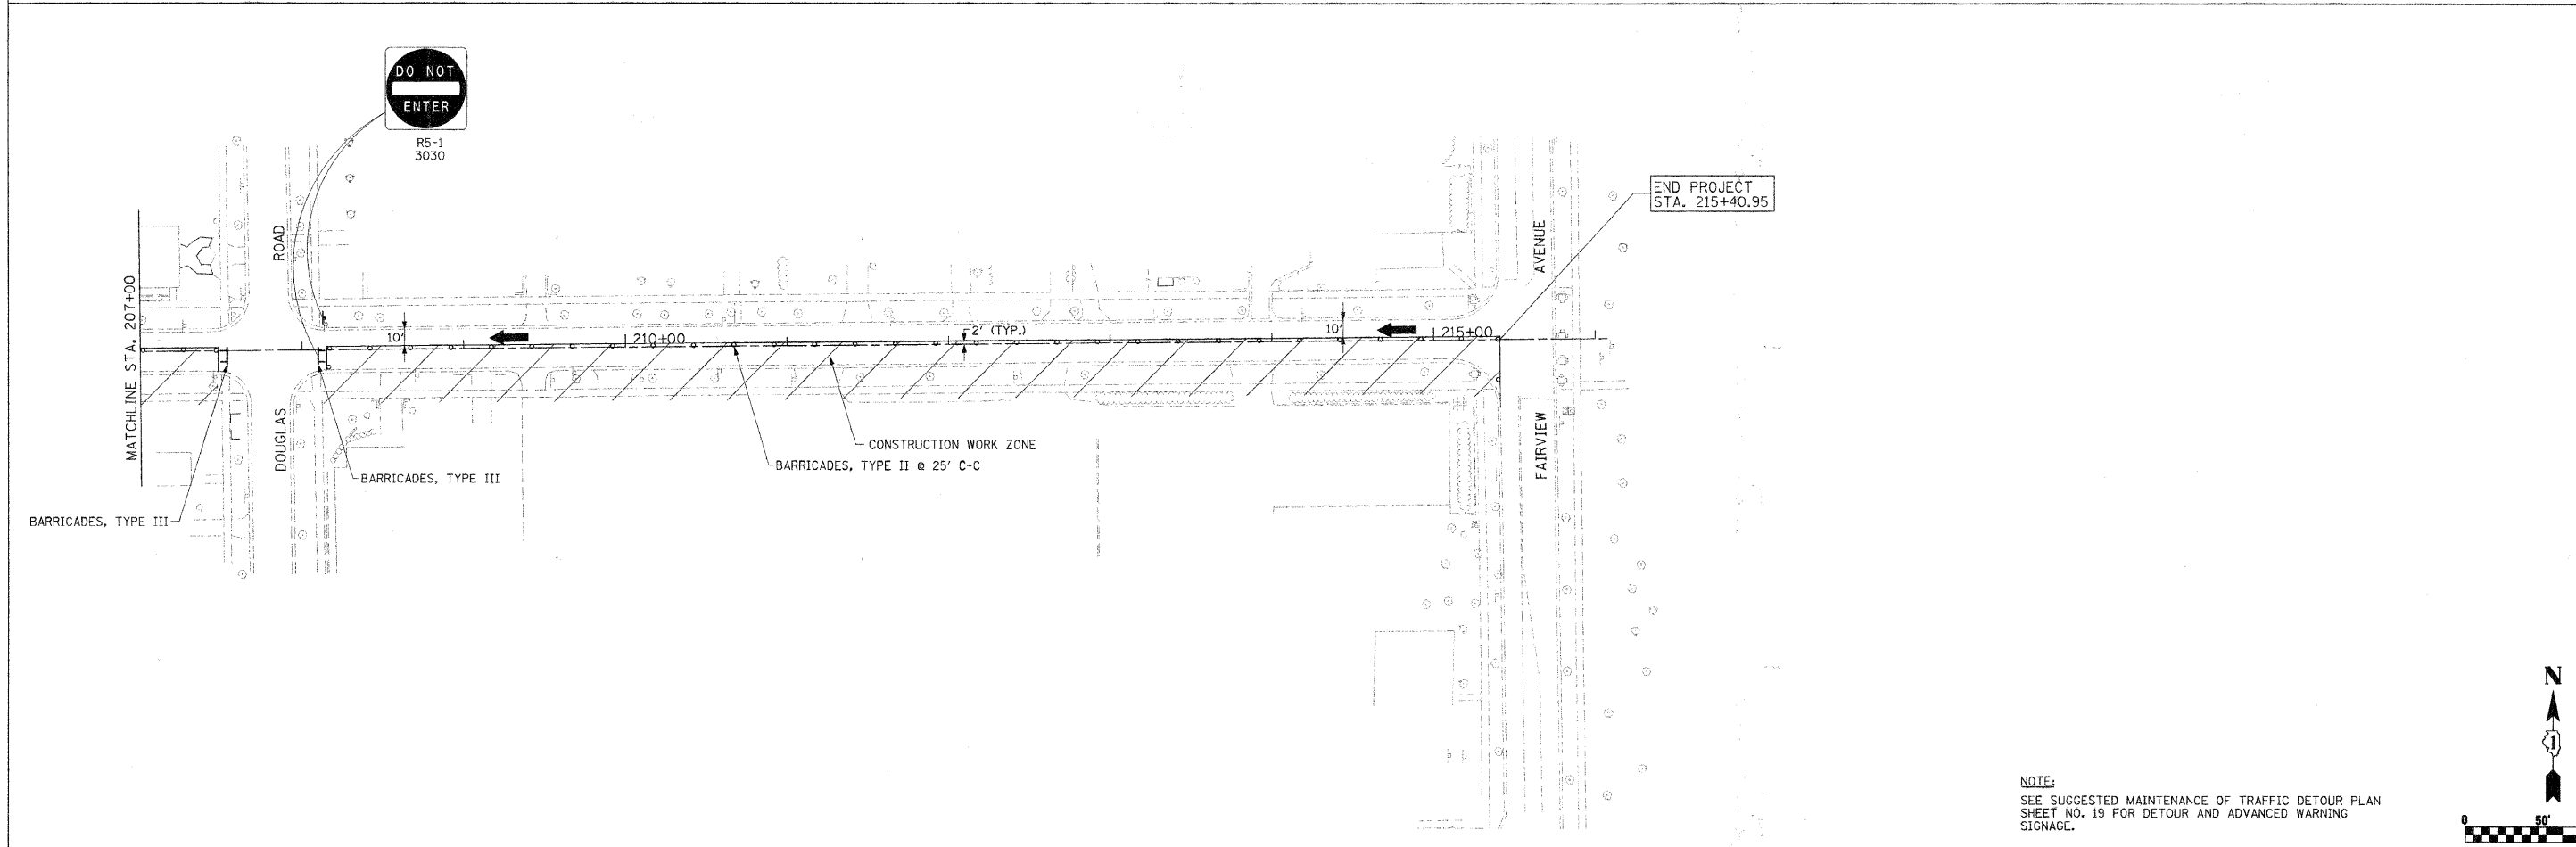 DO NOT
ENTER
R5-1
3030
END PROJECT
STA. 215+40.95
ROAD
AVENUE
MATCHLINE STA. 207+00
10'
210+00
2' (TYP.)
10'
215+00
DOUGLAS
FAIRVIEW
CONSTRUCTION WORK ZONE
BARRICADES, TYPE II @ 25' C-C
BARRICADES, TYPE III
BARRICADES, TYPE III
N
1
NOTE:
SEE SUGGESTED MAINTENANCE OF TRAFFIC DETOUR PLAN
SHEET NO. 19 FOR DETOUR AND ADVANCED WARNING
SIGNAGE.
0 50'